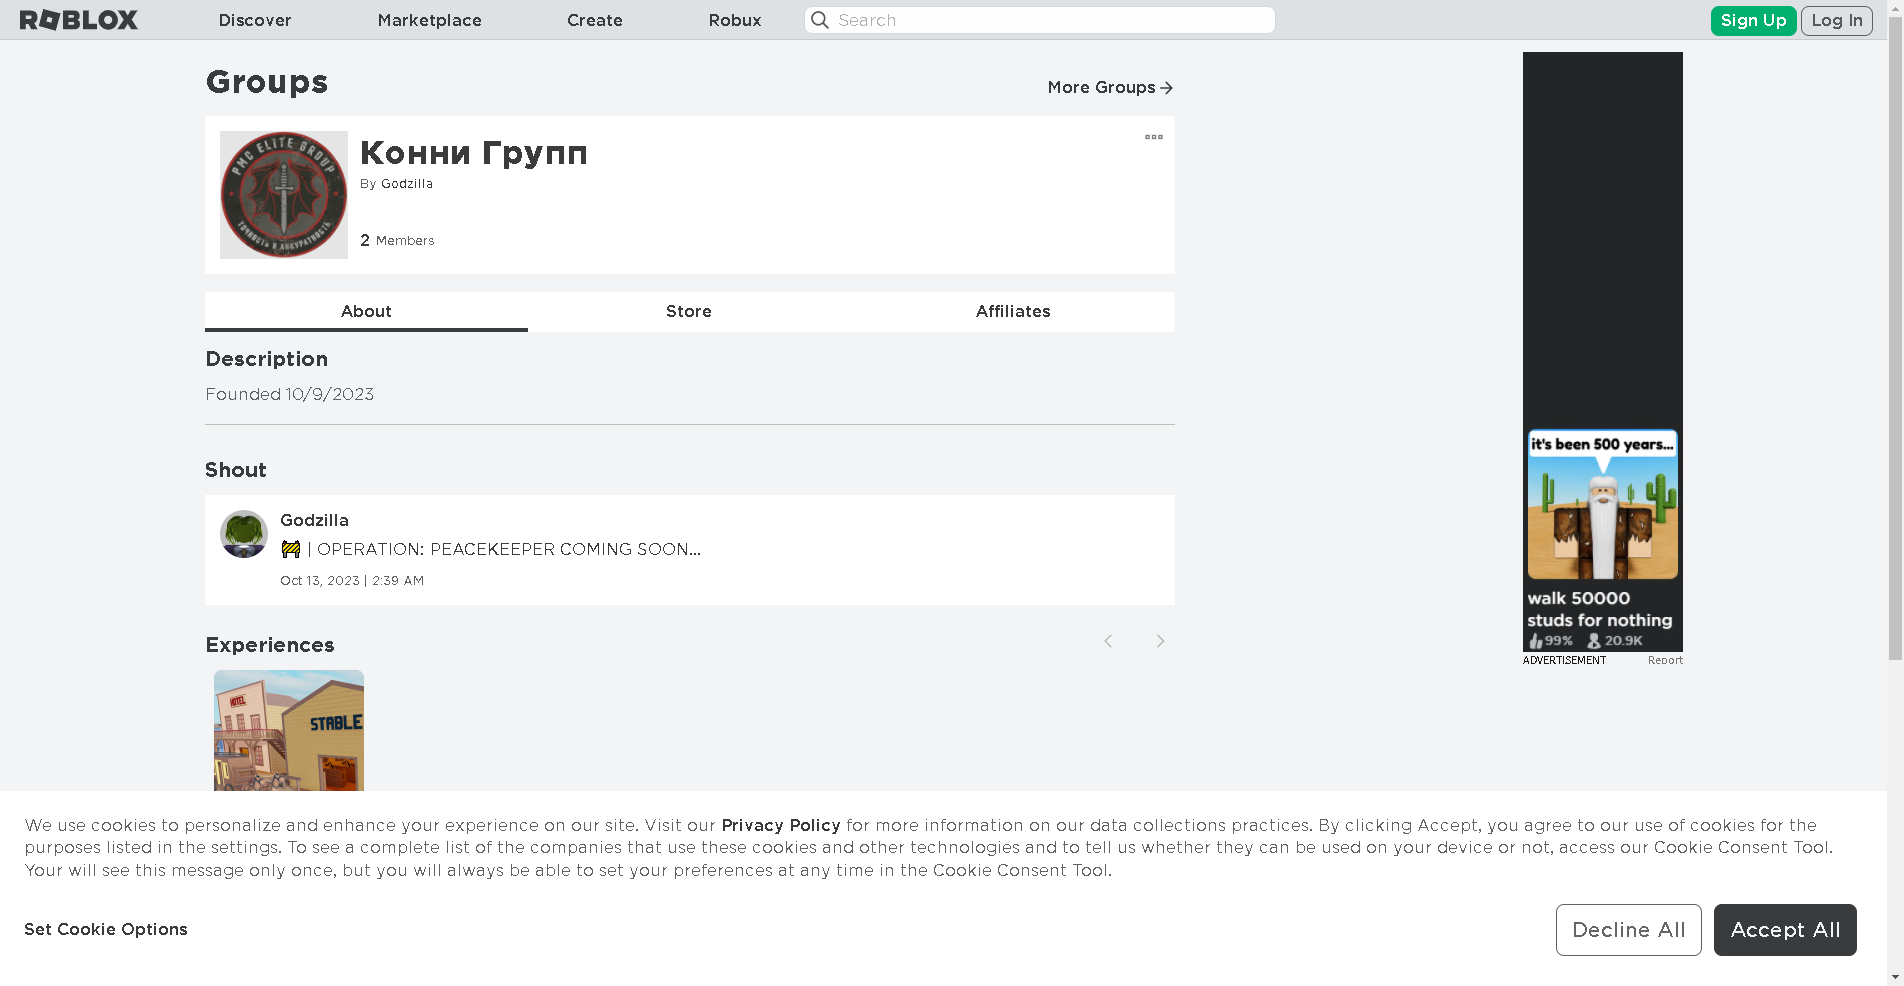 ROBLOX
Discover
Marketplace
Create
Robux
Search
Sign Up
Log In
Groups
More Groups
PMC ELITE GROUP
ТОЧНОСТЬ И АККУРАТНОСТЬ
Конни Групп
By Godzilla
2 Members
About
Store
Affiliates
Description
Founded 10/9/2023
Shout
Godzilla
🚧 | OPERATION: PEACEKEEPER COMING SOON...
Oct 13, 2023 | 2:39 AM
Experiences
HOTEL
STABLE
it's been 500 years...
walk 50000
studs for nothing
99% 20.9K
ADVERTISEMENT
Report
We use cookies to personalize and enhance your experience on our site. Visit our Privacy Policy for more information on our data collections practices. By clicking Accept, you agree to our use of cookies for the
purposes listed in the settings. To see a complete list of the companies that use these cookies and other technologies and to tell us whether they can be used on your device or not, access our Cookie Consent Tool.
Your will see this message only once, but you will always be able to set your preferences at any time in the Cookie Consent Tool.
Set Cookie Options
Decline All
Accept All